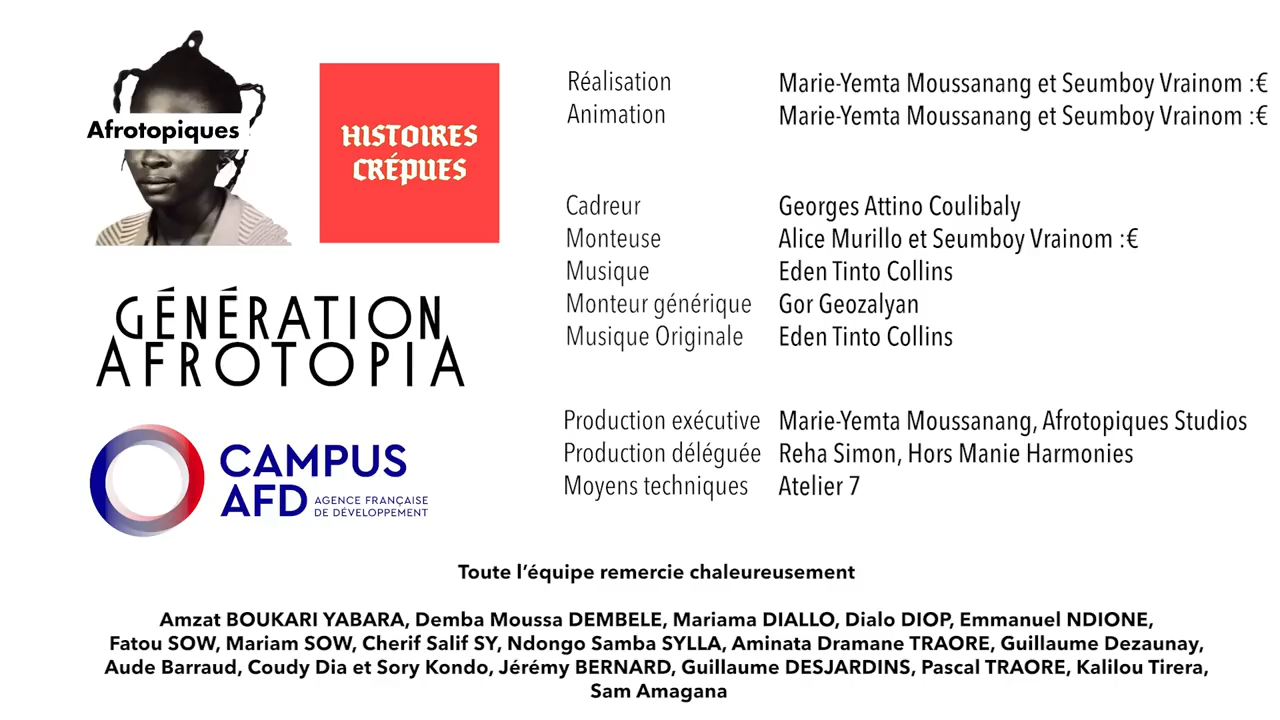 Afrotopiques
HISTOIRES
CRÉPUES
GÉNÉRATION
AFROTOPIA
CAMPUS
AFD AGENCE FRANÇAISE
DE DÉVELOPPEMENT
Réalisation Marie-Yemta Moussanang et Seumboy Vrainom :€
Animation Marie-Yemta Moussanang et Seumboy Vrainom :€
Cadreur Georges Attino Coulibaly
Monteuse Alice Murillo et Seumboy Vrainom :€
Musique Eden Tinto Collins
Monteur générique Gor Geozalyan
Musique Originale Eden Tinto Collins
Production exécutive Marie-Yemta Moussanang, Afrotopiques Studios
Production déléguée Reha Simon, Hors Manie Harmonies
Moyens techniques Atelier 7
Toute l’équipe remercie chaleureusement
Amzat BOUKARI YABARA, Demba Moussa DEMBELE, Mariama DIALLO, Dialo DIOP, Emmanuel NDIONE,
Fatou SOW, Mariam SOW, Cherif Salif SY, Ndongo Samba SYLLA, Aminata Dramane TRAORE, Guillaume Dezaunay,
Aude Barraud, Coudy Dia et Sory Kondo, Jérémy BERNARD, Guillaume DESJARDINS, Pascal TRAORE, Kalilou Tirera,
Sam Amagana